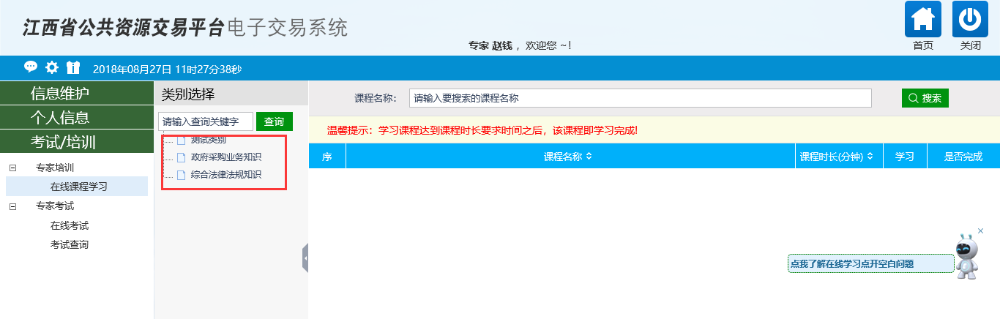 江西省公共资源交易平台电子交易系统
专家 赵钱 ，欢迎您 ~!
首页
关闭
2018年08月27日 11时27分38秒
信息维护
个人信息
考试/培训
专家培训
在线课程学习
专家考试
在线考试
考试查询
类别选择
请输入查询关键字 查询
测试类别
政府采购业务知识
综合法律法规知识
课程名称： 请输入要搜索的课程名称 搜索
温馨提示：学习课程达到课程时长要求时间之后，该课程即学习完成!
序 课程名称 课程时长(分钟) 学习 是否完成
点我了解在线学习点开空白问题